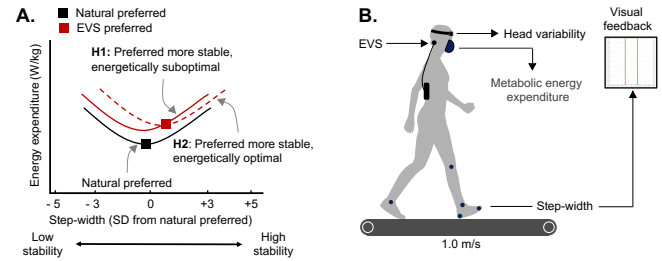 A.
Natural preferred
EVS preferred
H1: Preferred more stable,
energetically suboptimal
H2: Preferred more stable,
energetically optimal
Natural preferred
Energy expenditure (W/kg)
- 5 - 3 0 +3 +5
Step-width (SD from natural preferred)
Low
stability
High
stability
B.
EVS
Head variability
Metabolic energy
expenditure
Visual
feedback
Step-width
1.0 m/s